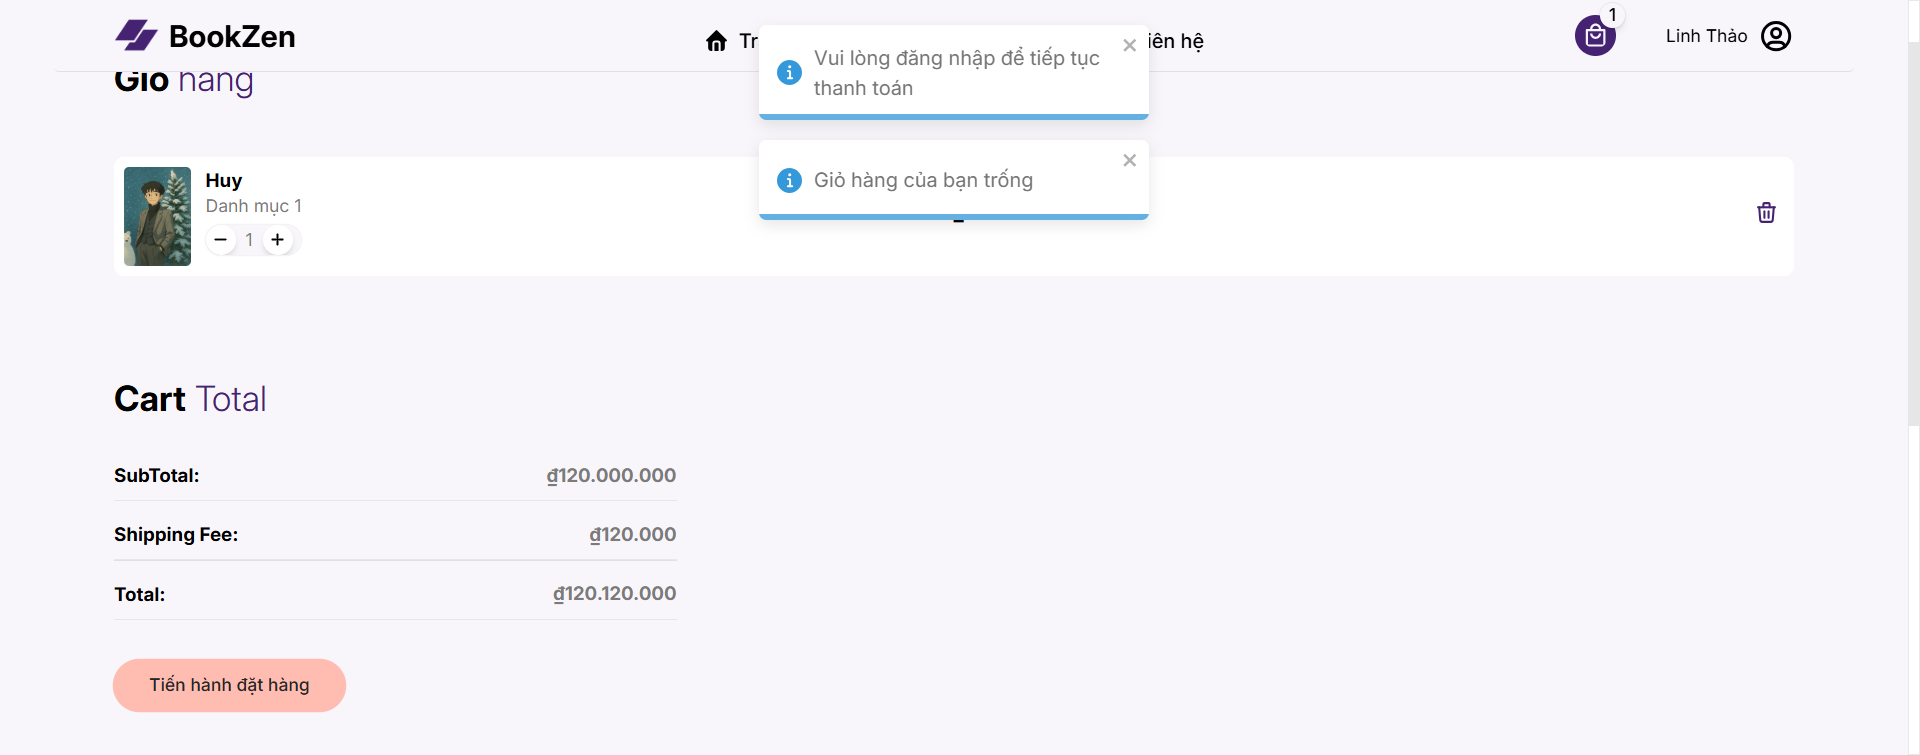 BookZen
Tr
iên hệ
1
Linh Thảo
Vui lòng đăng nhập để tiếp tục
thanh toán
Giỏ hàng của bạn trống
Giỏ hàng
Huy
Danh mục 1
− 1 +
Cart Total
SubTotal: ₫120.000.000
Shipping Fee: ₫120.000
Total: ₫120.120.000
Tiến hành đặt hàng